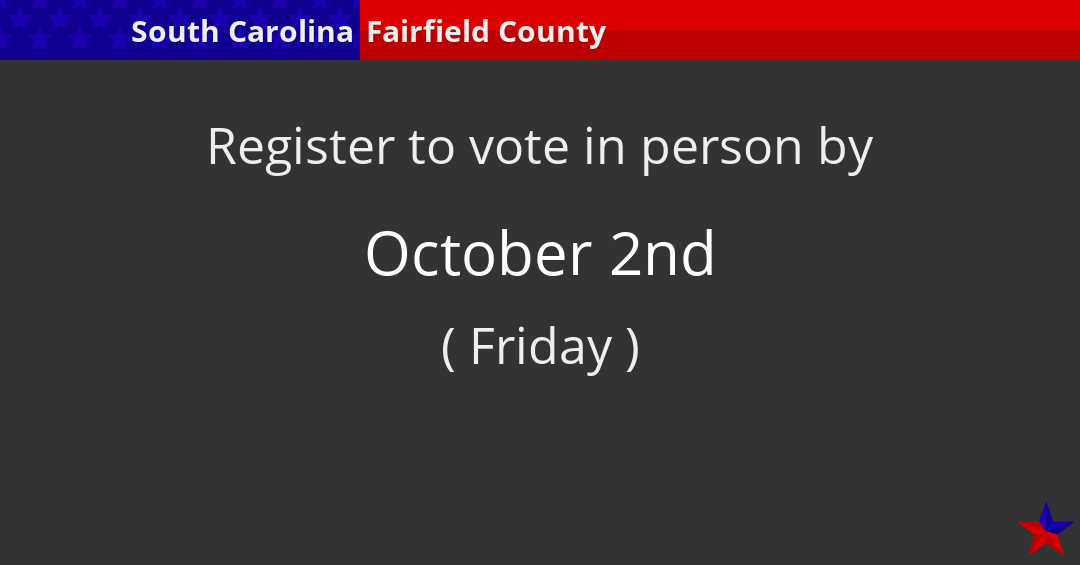 South Carolina Fairfield County
Register to vote in person by
October 2nd
( Friday )